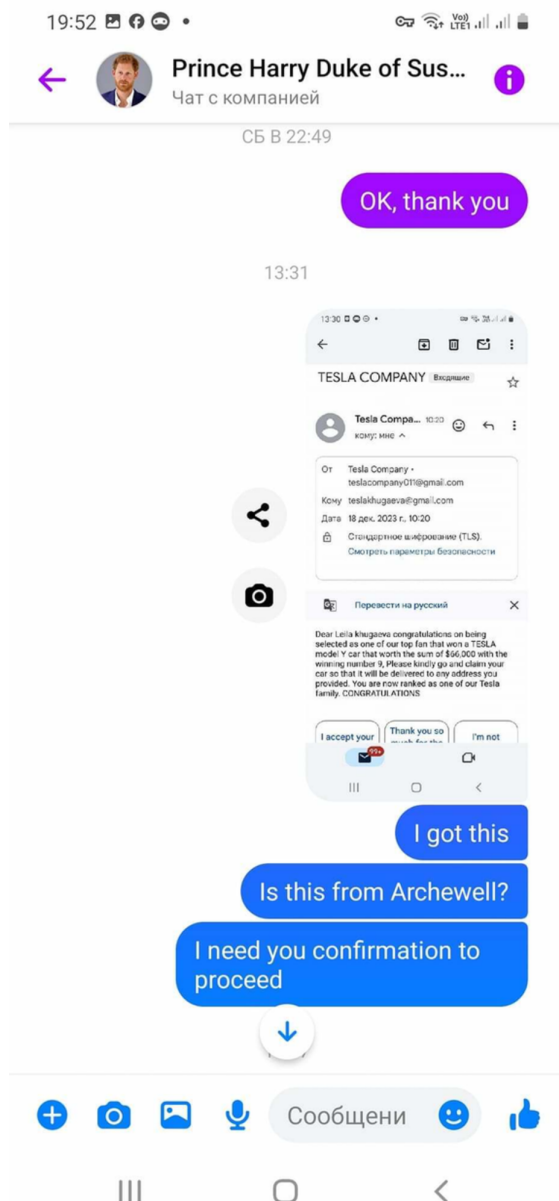 19:52
Vo))
LTE1
Prince Harry Duke of Sus...
Чат с компанией
СБ В 22:49
OK, thank you
13:31
13:30
TESLA COMPANY Входящие
Tesla Compa... 10:20
кому: мне
От Tesla Company •
teslacompany011@gmail.com
Кому teslakhugaeva@gmail.com
Дата 18 дек. 2023 г., 10:20
Стандартное шифрование (TLS).
Смотреть параметры безопасности
Перевести на русский
Dear Leila khugaeva congratulations on being
selected as one of our top fan that won a TESLA
model Y car that worth the sum of $66,000 with the
winning number 9, Please kindly go and claim your
car so that it will be delivered to any address you
provided. You are now ranked as one of our Tesla
family. CONGRATULATIONS
I accept your
Thank you so
much for the
I'm not
99+
I got this
Is this from Archewell?
I need you confirmation to
proceed
Сообщени